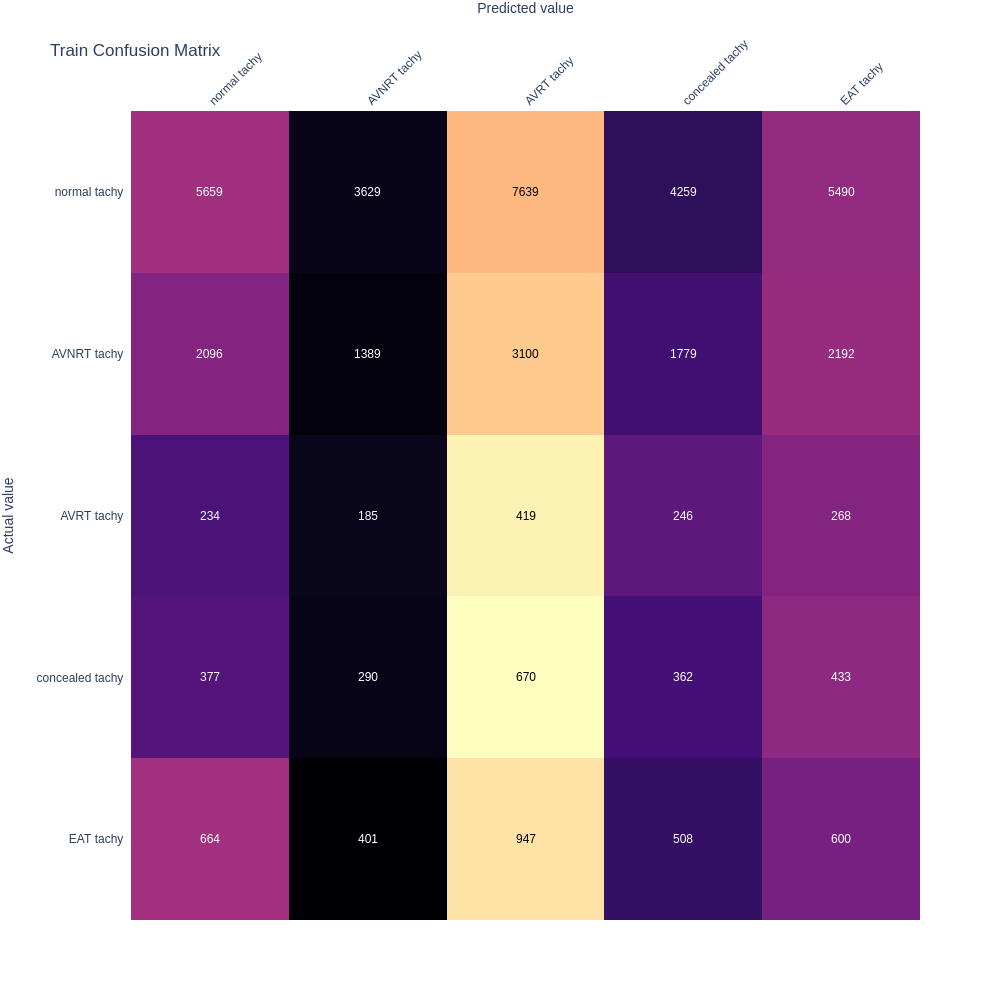 Predicted value
Train Confusion Matrix
normal tachy
AVNRT tachy
AVRT tachy
concealed tachy
EAT tachy
Actual value
normal tachy 5659 3629 7639 4259 5490
AVNRT tachy 2096 1389 3100 1779 2192
AVRT tachy 234 185 419 246 268
concealed tachy 377 290 670 362 433
EAT tachy 664 401 947 508 600